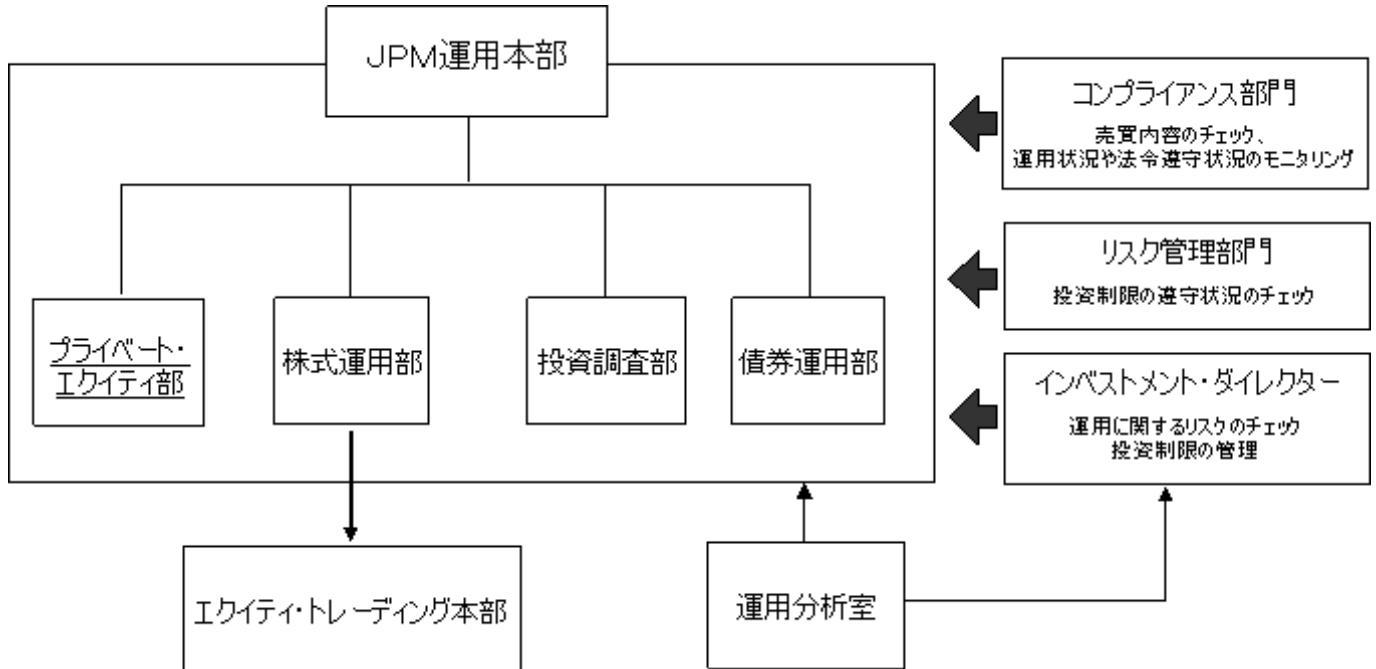 JPM運用本部
コンプライアンス部門
売買内容のチェック、
運用状況や法令遵守状況のモニタリング
リスク管理部門
投資制限の遵守状況のチェック
プライベート・
エクイティ部
株式運用部
投資調査部
債券運用部
インベストメント・ダイレクター
運用に関するリスクのチェック
投資制限の管理
エクイティ・トレーディング本部
運用分析室